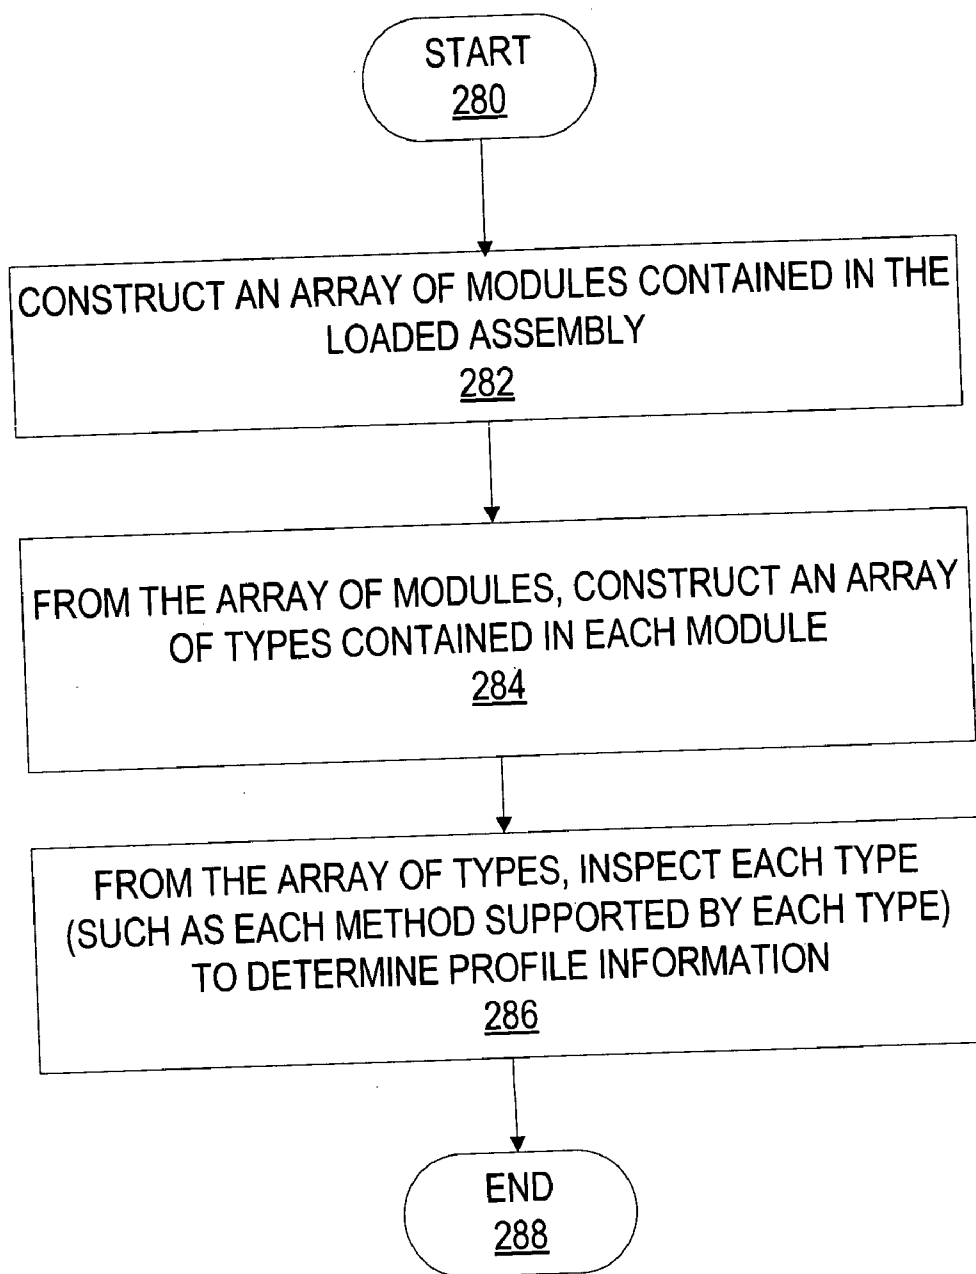 START
280
CONSTRUCT AN ARRAY OF MODULES CONTAINED IN THE
LOADED ASSEMBLY
282
FROM THE ARRAY OF MODULES, CONSTRUCT AN ARRAY
OF TYPES CONTAINED IN EACH MODULE
284
FROM THE ARRAY OF TYPES, INSPECT EACH TYPE
(SUCH AS EACH METHOD SUPPORTED BY EACH TYPE)
TO DETERMINE PROFILE INFORMATION
286
END
288